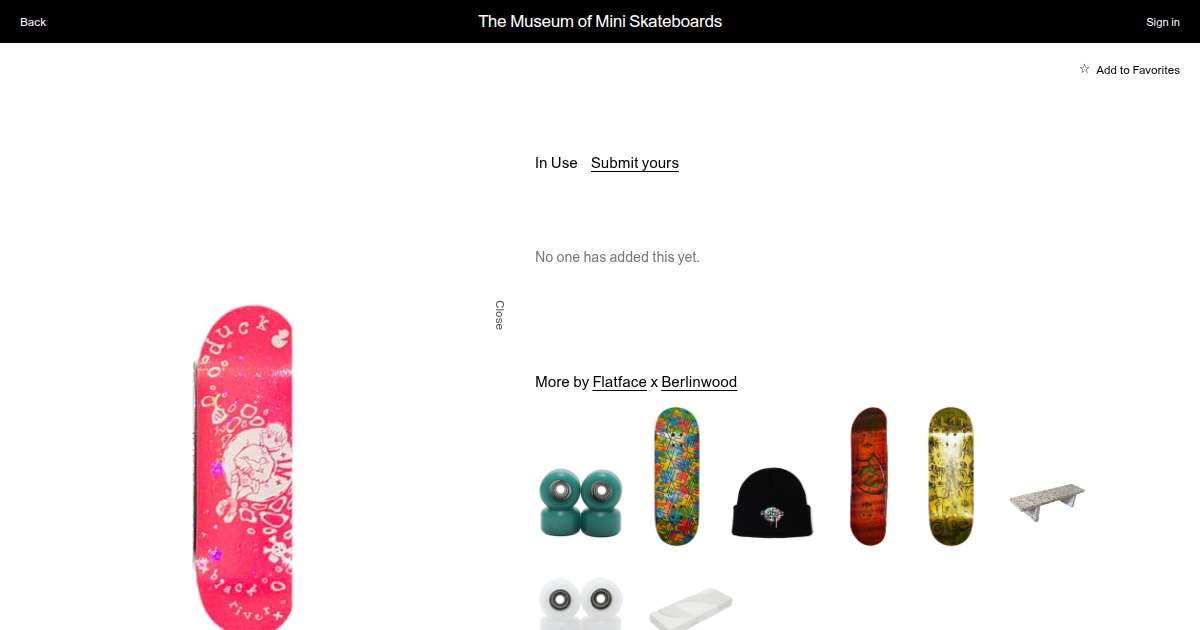 Back
The Museum of Mini Skateboards
Sign in
☆ Add to Favorites
In Use Submit yours
No one has added this yet.
Close
More by Flatface x Berlinwood
oduck
x black
river x